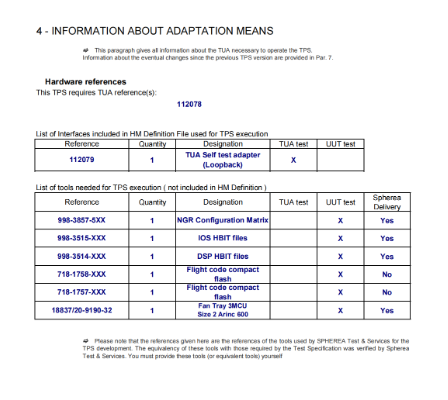 4 - INFORMATION ABOUT ADAPTATION MEANS
This paragraph gives all information about the TUA necessary to operate the TPS.
Information about the eventual changes since the previous TPS version are provided in Par. 7.
Hardware references
This TPS requires TUA reference(s):
112078
List of Interfaces included in HM Definition File used for TPS execution
Reference Quantity Designation TUA test UUT test
112079 1 TUA Self test adapter (Loopback) X
List of tools needed for TPS execution ( not included in HM Definition )
Reference Quantity Designation TUA test UUT test Spherea Delivery
998-3857-5XX 1 NGR Configuration Matrix X Yes
998-3515-XXX 1 IOS HBIT files X Yes
998-3514-XXX 1 DSP HBIT files X Yes
718-1758-XXX 1 Flight code compact flash X No
718-1757-XXX 1 Flight code compact flash X No
18837/20-9190-32 1 Fan Tray 3MCU Size 2 Arinc 600 X Yes
Please note that the references given here are the references of the tools used by SPHEREA Test & Services for the
TPS development. The equivalency of these tools with those required by the Test Specification was verified by Spherea
Test & Services. You must provide these tools (or equivalent tools) yourself